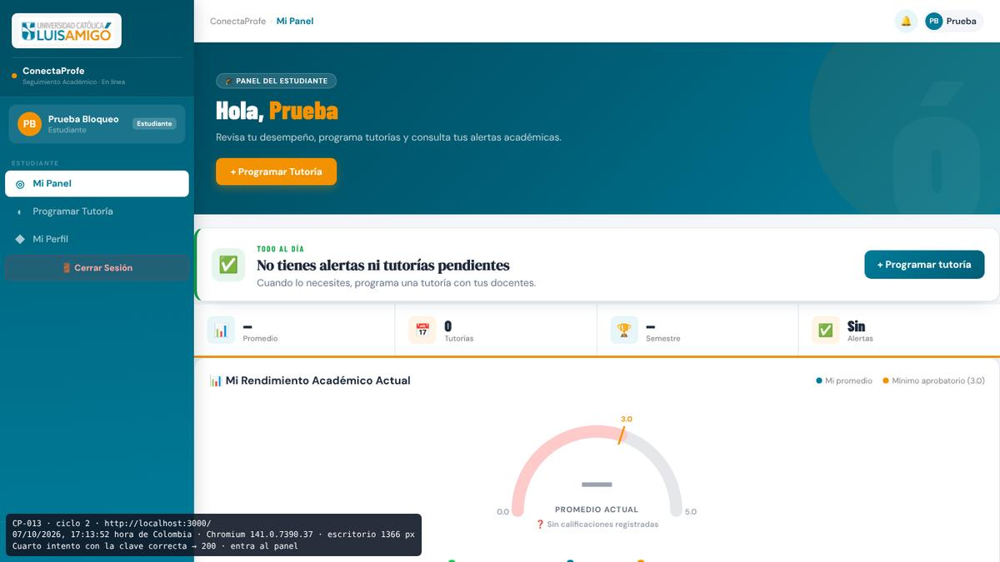 UNIVERSIDAD CATÓLICA
LUIS AMIGÓ
ConectaProfe
Seguimiento Académico · En línea
PB
Prueba Bloqueo
Estudiante
Estudiante
ESTUDIANTE
Mi Panel
Programar Tutoría
Mi Perfil
Cerrar Sesión
ConectaProfe › Mi Panel
PB Prueba
PANEL DEL ESTUDIANTE
Hola, Prueba
Revisa tu desempeño, programa tutorías y consulta tus alertas académicas.
+ Programar Tutoría
Ó
TODO AL DÍA
No tienes alertas ni tutorías pendientes
Cuando lo necesites, programa una tutoría con tus docentes.
+ Programar tutoría
—
Promedio
0
Tutorías
—
Semestre
Sin
Alertas
Mi Rendimiento Académico Actual
Mi promedio
Mínimo aprobatorio (3.0)
3.0
—
0.0
5.0
PROMEDIO ACTUAL
❓ Sin calificaciones registradas
CP-013 · ciclo 2 · http://localhost:3000/
07/10/2026, 17:13:52 hora de Colombia · Chromium 141.0.7390.37 · escritorio 1366 px
Cuarto intento con la clave correcta → 200 · entra al panel